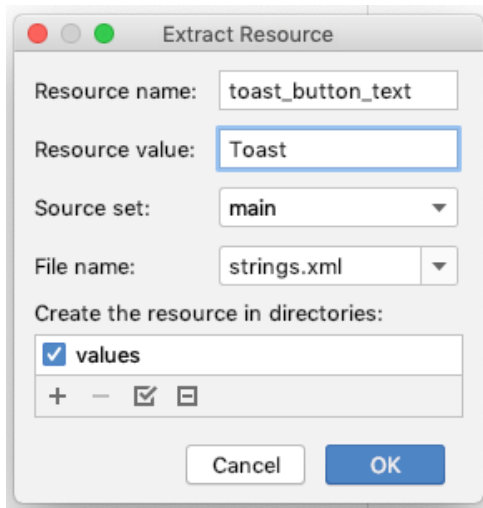 Extract Resource
Resource name: toast_button_text
Resource value: Toast
Source set: main
File name: strings.xml
Create the resource in directories:
values
Cancel OK